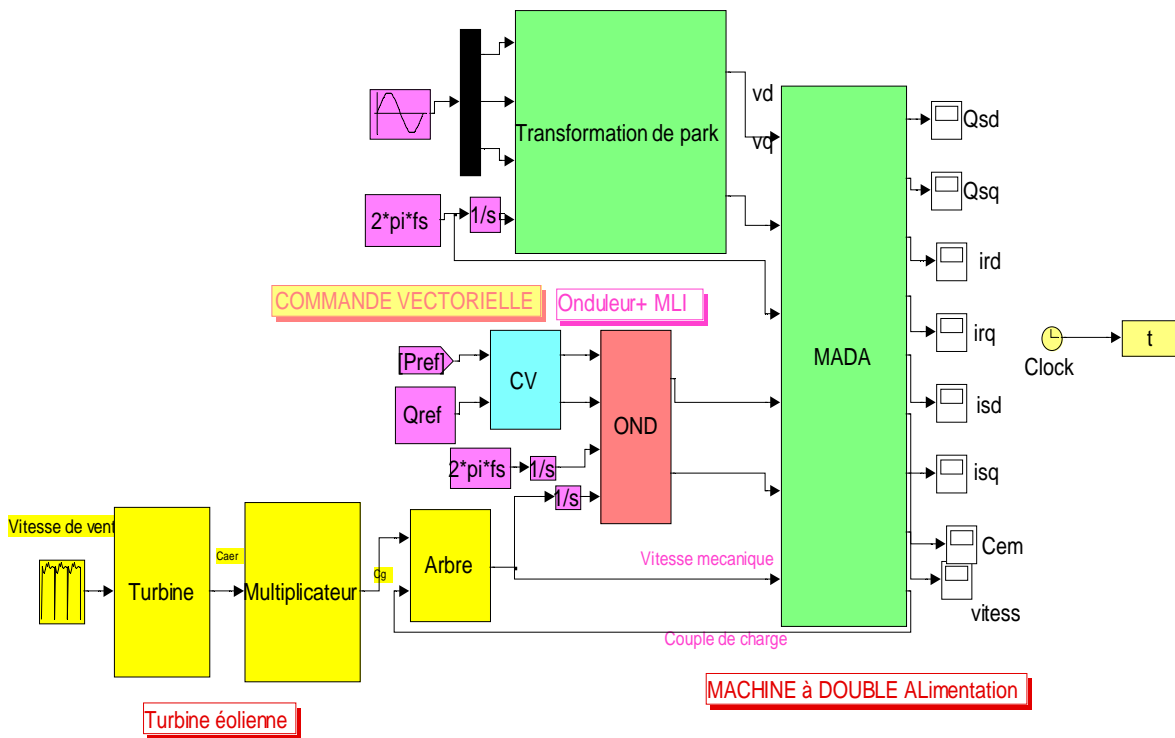 Transformation de park
vd
vq
2*pi*fs
1/s
Qsd
Qsq
ird
irq
isd
isq
Cem
vitess
MADA
Clock
t
COMMANDE VECTORIELLE
Onduleur+ MLI
[Pref]
Qref
CV
OND
2*pi*fs
1/s
1/s
Vitesse de vent
Turbine
Caer
Multiplicateur
Cg
Arbre
Vitesse mecanique
Couple de charge
MACHINE à DOUBLE ALimentation
Turbine éolienne